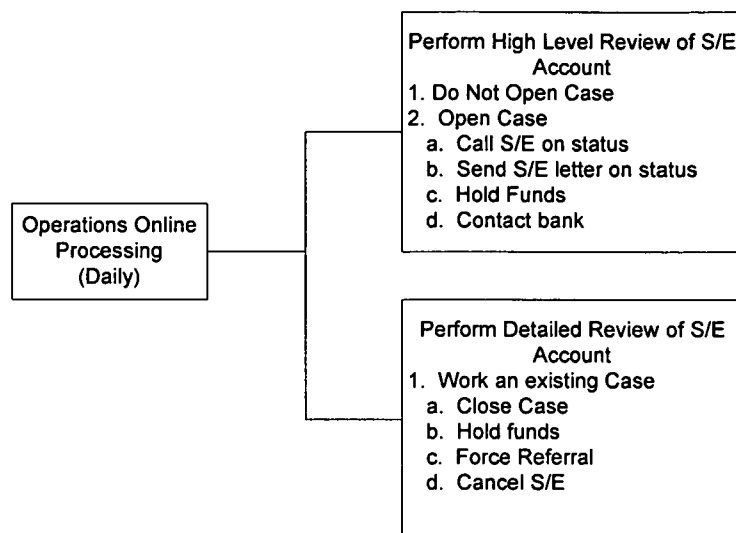 Operations Online
Processing
(Daily)
Perform High Level Review of S/E
Account
1. Do Not Open Case
2. Open Case
a. Call S/E on status
b. Send S/E letter on status
c. Hold Funds
d. Contact bank
Perform Detailed Review of S/E
Account
1. Work an existing Case
a. Close Case
b. Hold funds
c. Force Referral
d. Cancel S/E